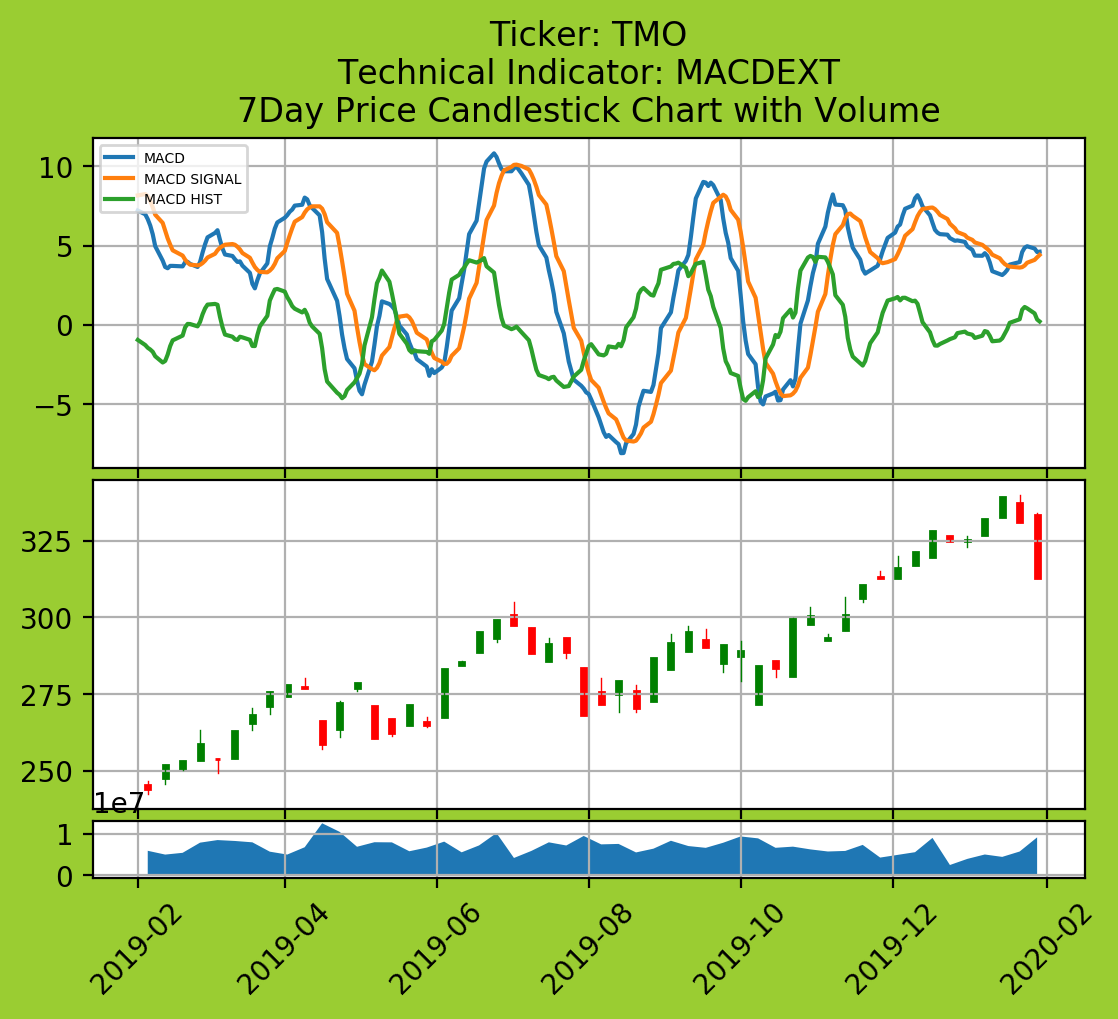 Ticker: TMO
Technical Indicator: MACDEXT
7Day Price Candlestick Chart with Volume
MACD
MACD SIGNAL
MACD HIST
10
5
0
−5
325
300
275
250
1e7
1
0
2019-02
2019-04
2019-06
2019-08
2019-10
2019-12
2020-02